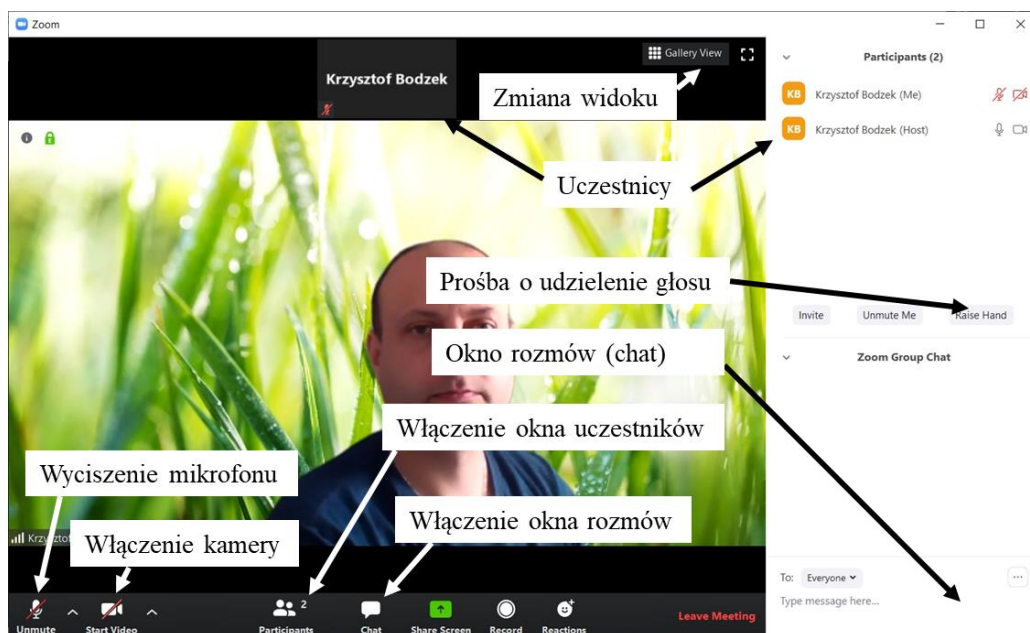 Zoom
Krzysztof Bodzek
Gallery View
Zmiana widoku
Uczestnicy
Participants (2)
KB Krzysztof Bodzek (Me)
KB Krzysztof Bodzek (Host)
Prośba o udzielenie głosu
Invite Unmute Me Raise Hand
Okno rozmów (chat)
Zoom Group Chat
Włączenie okna uczestników
Wyciszenie mikrofonu
Włączenie okna rozmów
Włączenie kamery
To: Everyone
Type message here...
2
Unmute Start Video Participants Chat Share Screen Record Reactions Leave Meeting